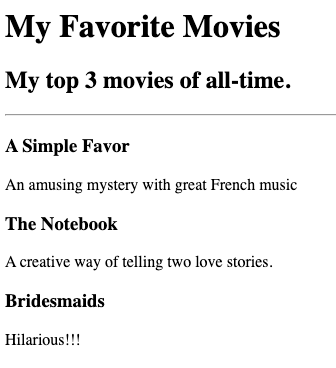 My Favorite Movies
My top 3 movies of all-time.
A Simple Favor
An amusing mystery with great French music
The Notebook
A creative way of telling two love stories.
Bridesmaids
Hilarious!!!